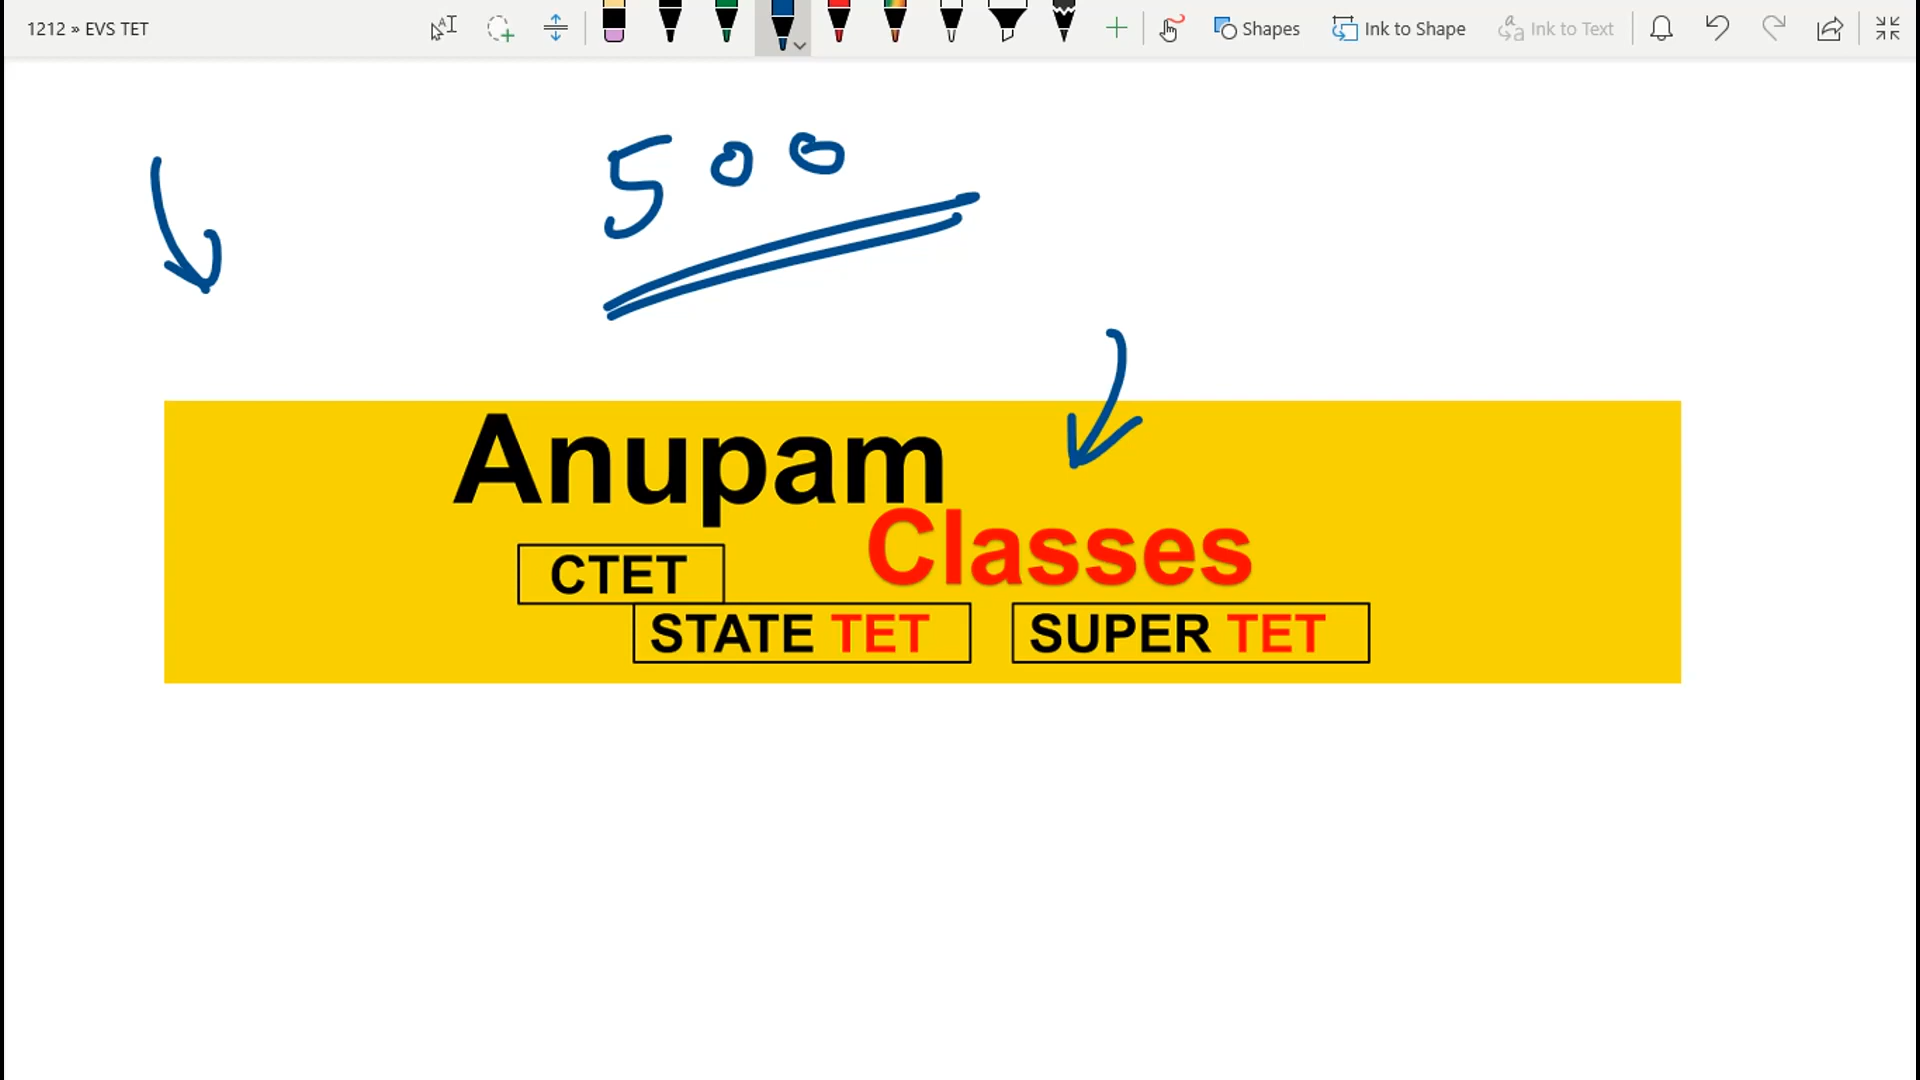 1212 » EVS TET
Shapes
Ink to Shape
Ink to Text
500
Anupam
Classes
CTET
STATE TET
SUPER TET